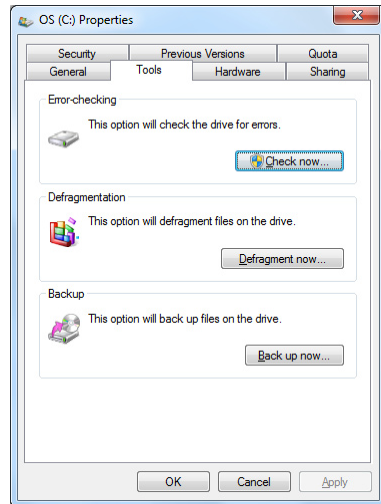 OS (C:) Properties
Security Previous Versions Quota
General Tools Hardware Sharing
Error-checking
This option will check the drive for errors.
Check now...
Defragmentation
This option will defragment files on the drive.
Defragment now...
Backup
This option will back up files on the drive.
Back up now...
OK Cancel Apply